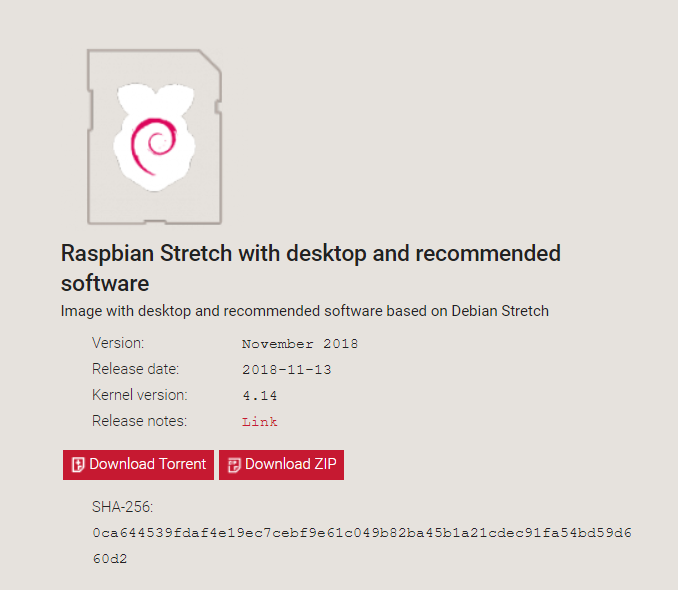 Raspbian Stretch with desktop and recommended
software
Image with desktop and recommended software based on Debian Stretch
Version: November 2018
Release date: 2018-11-13
Kernel version: 4.14
Release notes: Link
Download Torrent Download ZIP
SHA-256:
0ca644539fdaf4e19ec7cebf9e61c049b82ba45b1a21cdec91fa54bd59d6
60d2